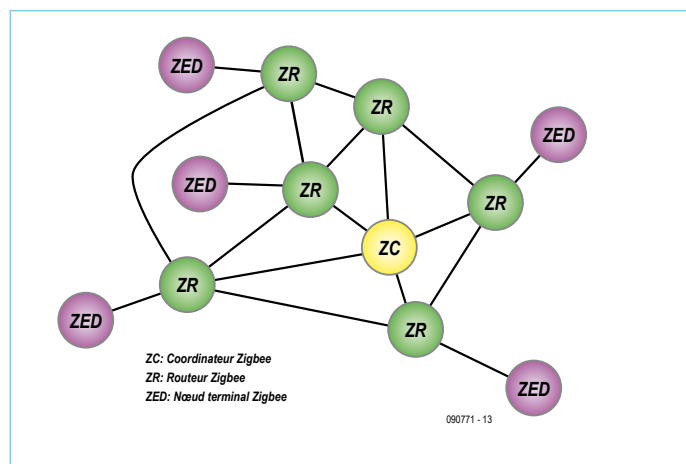 ZED
ZR
ZR
ZED
ZED
ZR
ZR
ZC
ZR
ZED
ZR
ZED
ZC: Coordinateur Zigbee
ZR: Routeur Zigbee
ZED: Nœud terminal Zigbee
090771 - 13